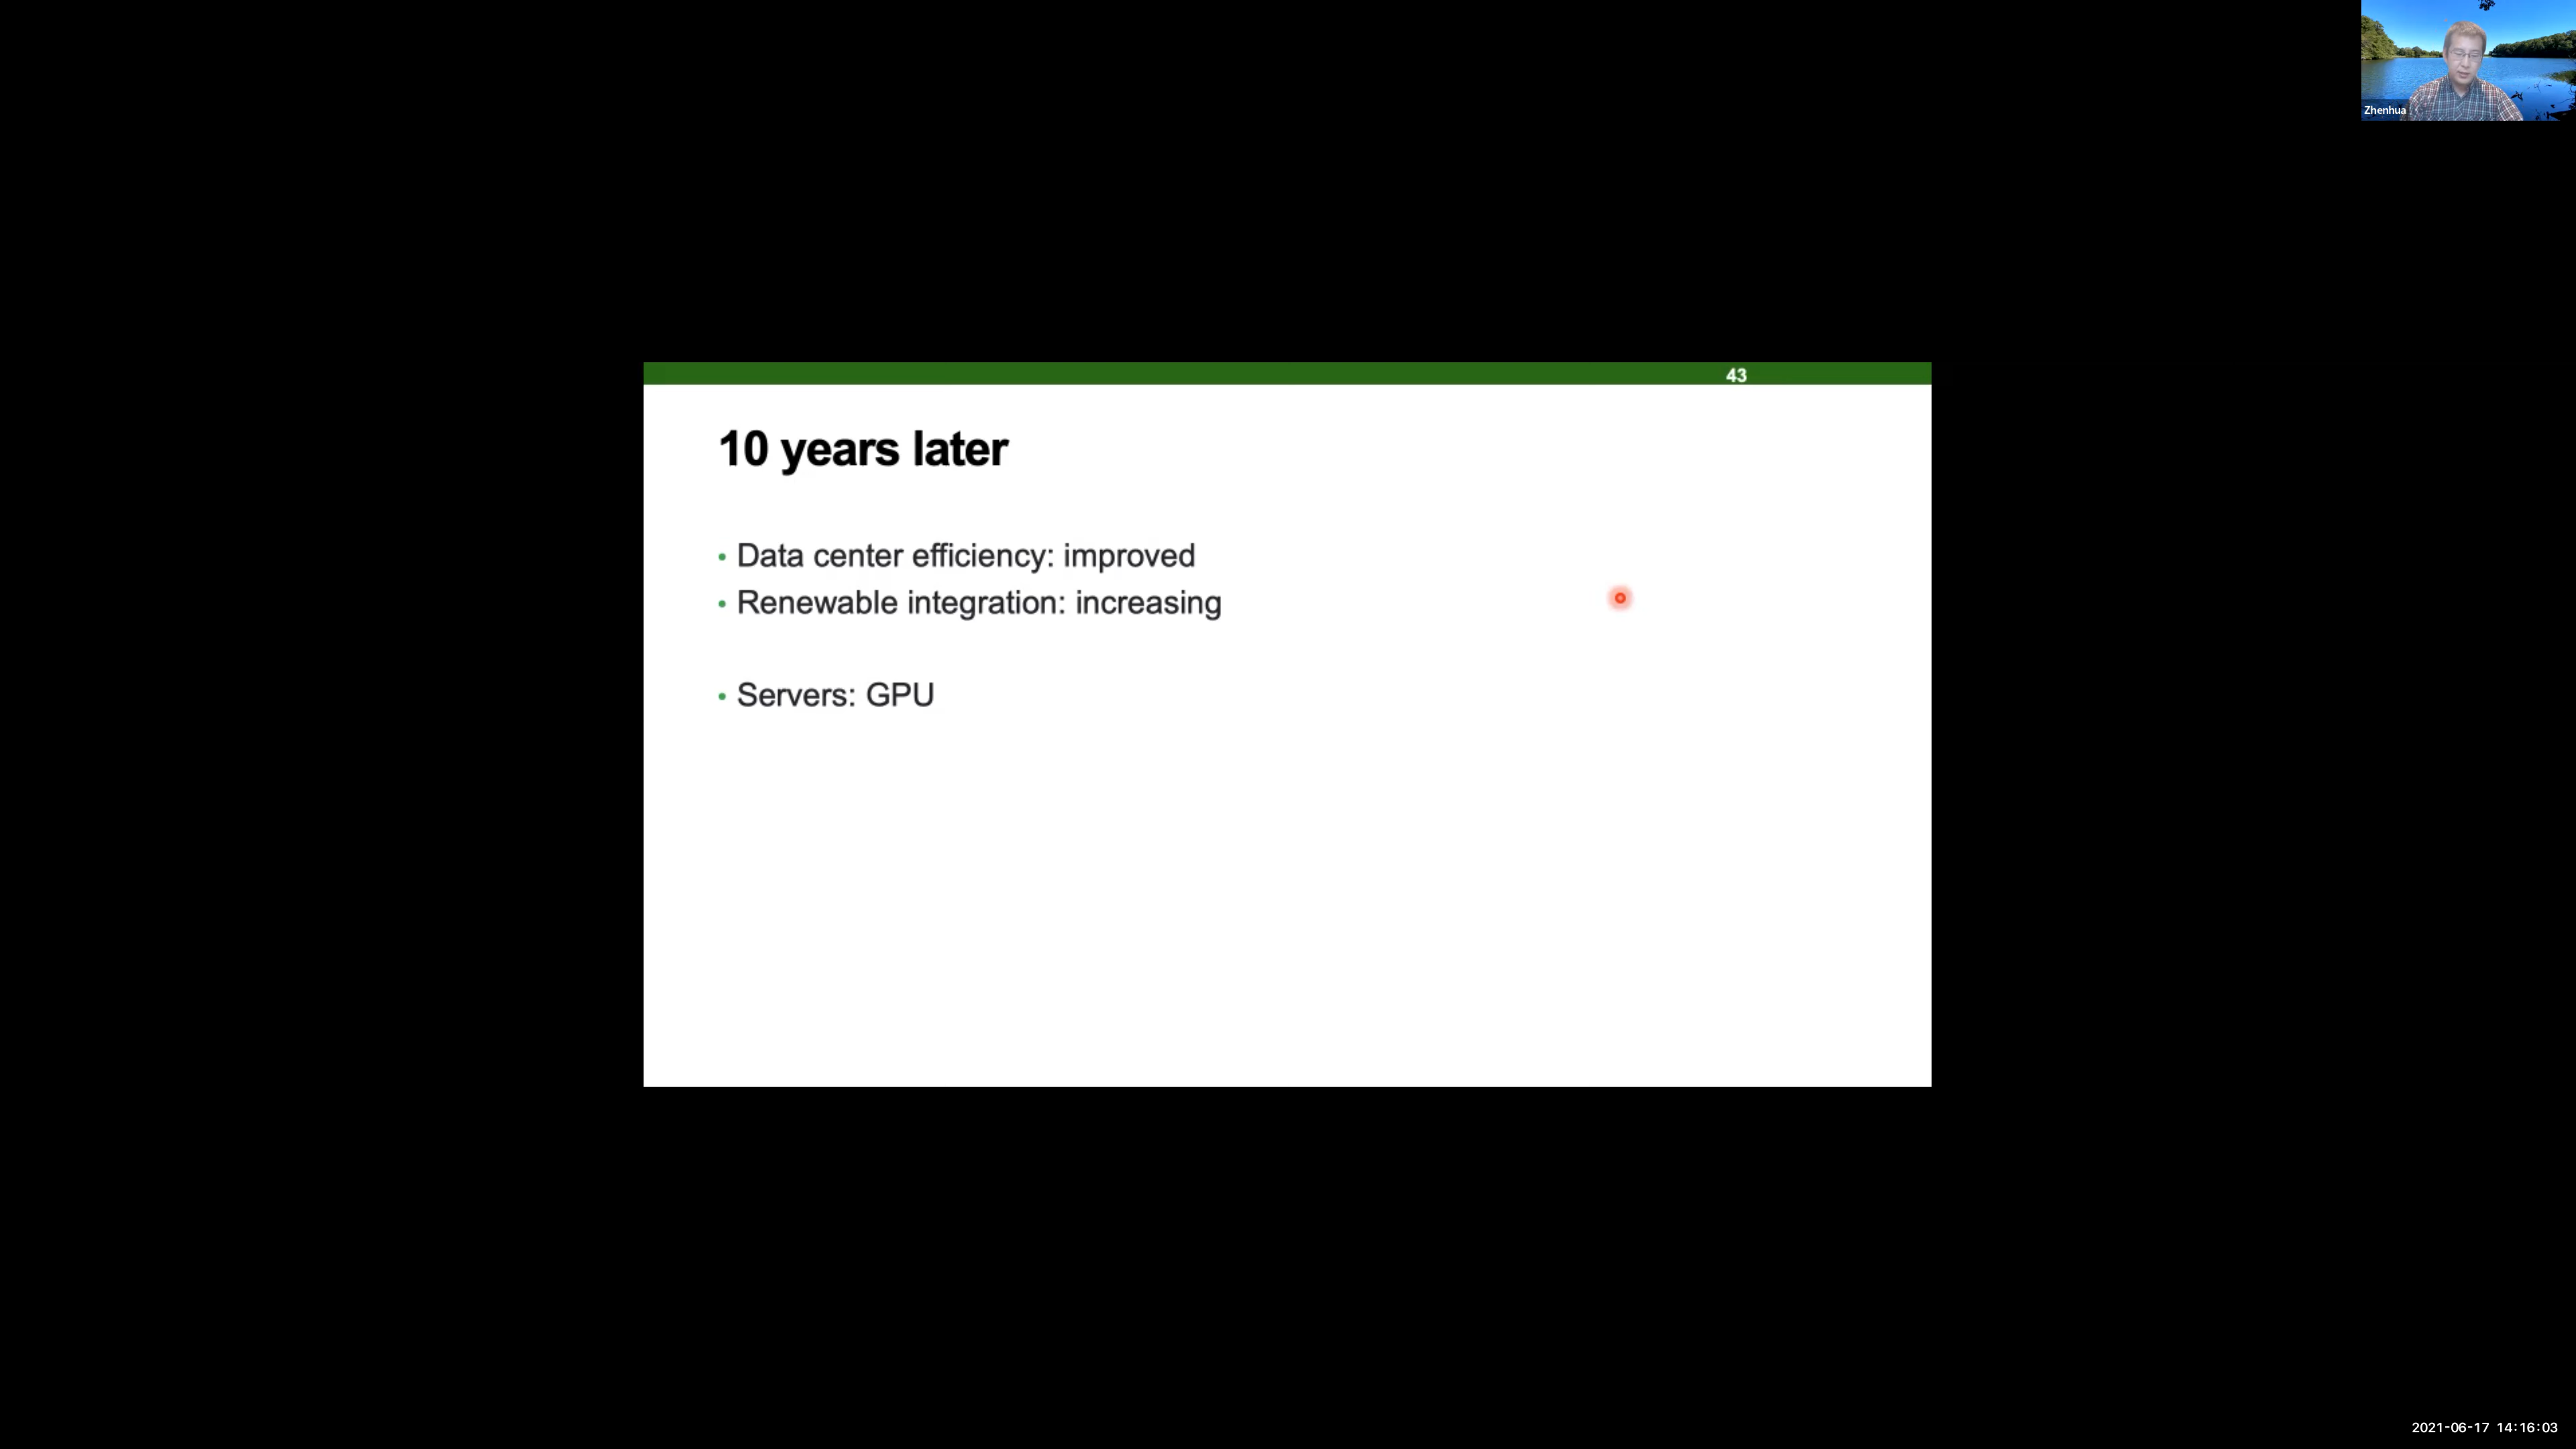 Zhenhua
43
10 years later
• Data center efficiency: improved
• Renewable integration: increasing
• Servers: GPU
2021-06-17 14:16:03